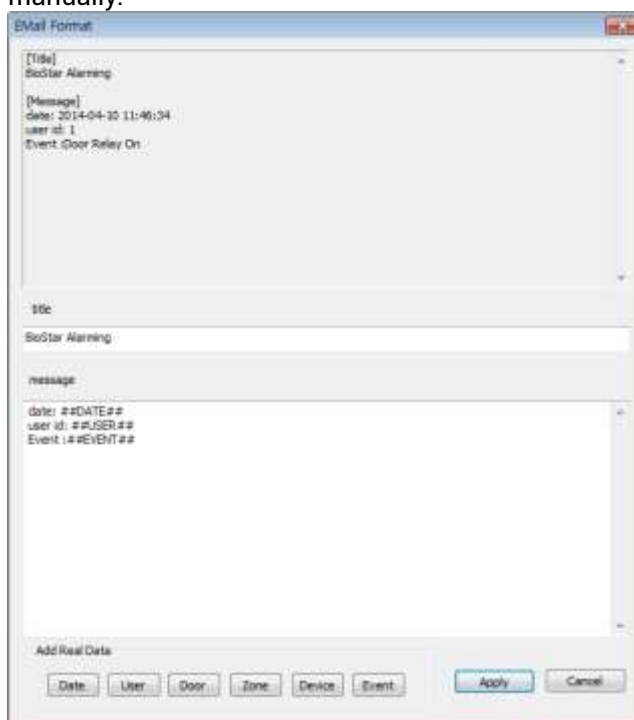 manually.
EMail Format
[Title]
BioStar Alarming
[Message]
date: 2014-04-10 11:46:34
user id: 1
Event :Door Relay On
title
BioStar Alarming
message
date: ##DATE##
user id: ##USER##
Event :##EVENT##
Add Real Data
Date User Door Zone Device Event Apply Cancel